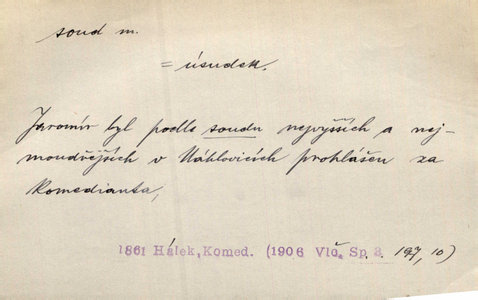 soud m.
= úsudek.
Jaromír byl podle soudu nejvyšších a nej-
moudřejších v Náhlovicích prohlášen za
komedianta,
1861 Hálek, Komed. (1906 Vlč. Sp. 3. 197, 10)